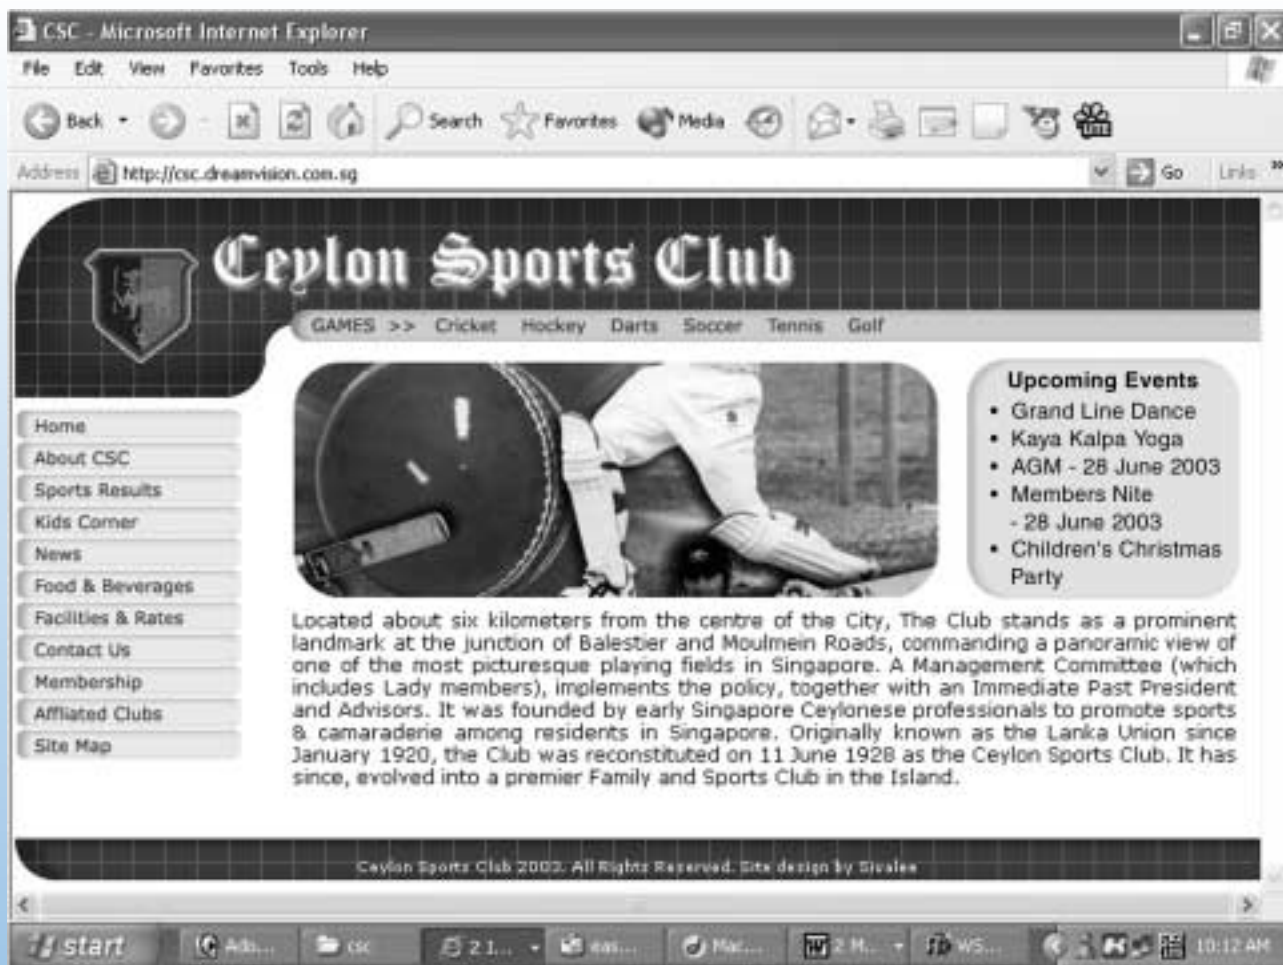 CSC - Microsoft Internet Explorer
File Edit View Favorites Tools Help
Back Search Favorites Media
LITE
Address http://csc.dreamvision.com.sg Go Links »
Ceylon Sports Club
GAMES >> Cricket Hockey Darts Soccer Tennis Golf
Home
About CSC
Sports Results
Kids Corner
News
Food & Beverages
Facilities & Rates
Contact Us
Membership
Affliated Clubs
Site Map
Upcoming Events
• Grand Line Dance
• Kaya Kalpa Yoga
• AGM - 28 June 2003
• Members Nite
- 28 June 2003
• Children's Christmas
Party
Located about six kilometers from the centre of the City, The Club stands as a prominent
landmark at the junction of Balestier and Moulmein Roads, commanding a panoramic view of
one of the most picturesque playing fields in Singapore. A Management Committee (which
includes Lady members), implements the policy, together with an Immediate Past President
and Advisors. It was founded by early Singapore Ceylonese professionals to promote sports
& camaraderie among residents in Singapore. Originally known as the Lanka Union since
January 1920, the Club was reconstituted on 11 June 1928 as the Ceylon Sports Club. It has
since, evolved into a premier Family and Sports Club in the Island.
Ceylon Sports Club 2003. All Rights Reserved. Site design by Sivalee
start Ado... csc 2 I... eas... Mac... 2 M... WS... 10:12 AM